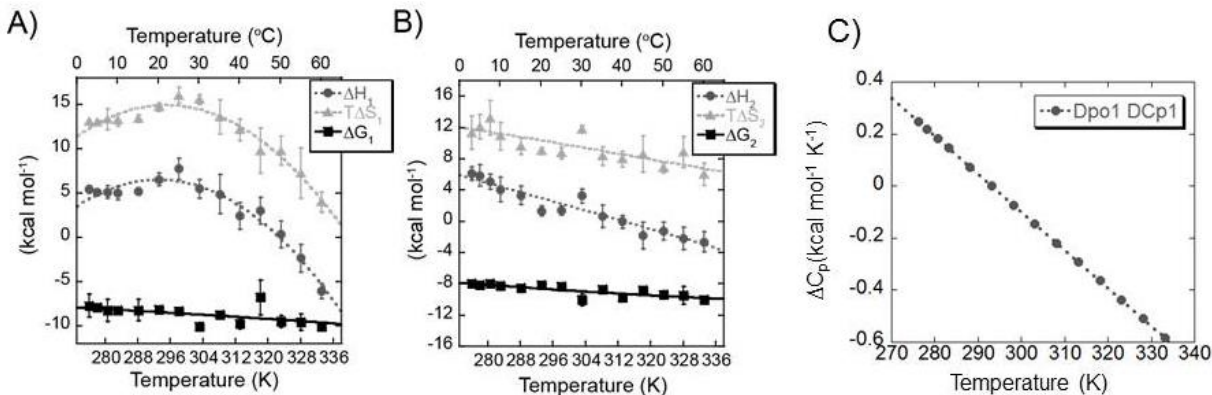 A)
Temperature (°C)
0 10 20 30 40 50 60
ΔH₁
TΔS₁
ΔG₁
15
10
5
0
-5
-10
(kcal mol⁻¹)
280 288 296 304 312 320 328 336
Temperature (K)
B)
Temperature (°C)
0 10 20 30 40 50 60
ΔH₂
TΔS₂
ΔG₂
16
12
8
4
0
-4
-8
-12
16
(kcal mol⁻¹)
280 288 296 304 312 320 328 336
Temperature (K)
C)
Dpo1 DCp1
0.4
0.2
0
-0.2
-0.4
-0.6
ΔCₚ(kcal mol⁻¹ K⁻¹)
270 280 290 300 310 320 330 340
Temperature (K)